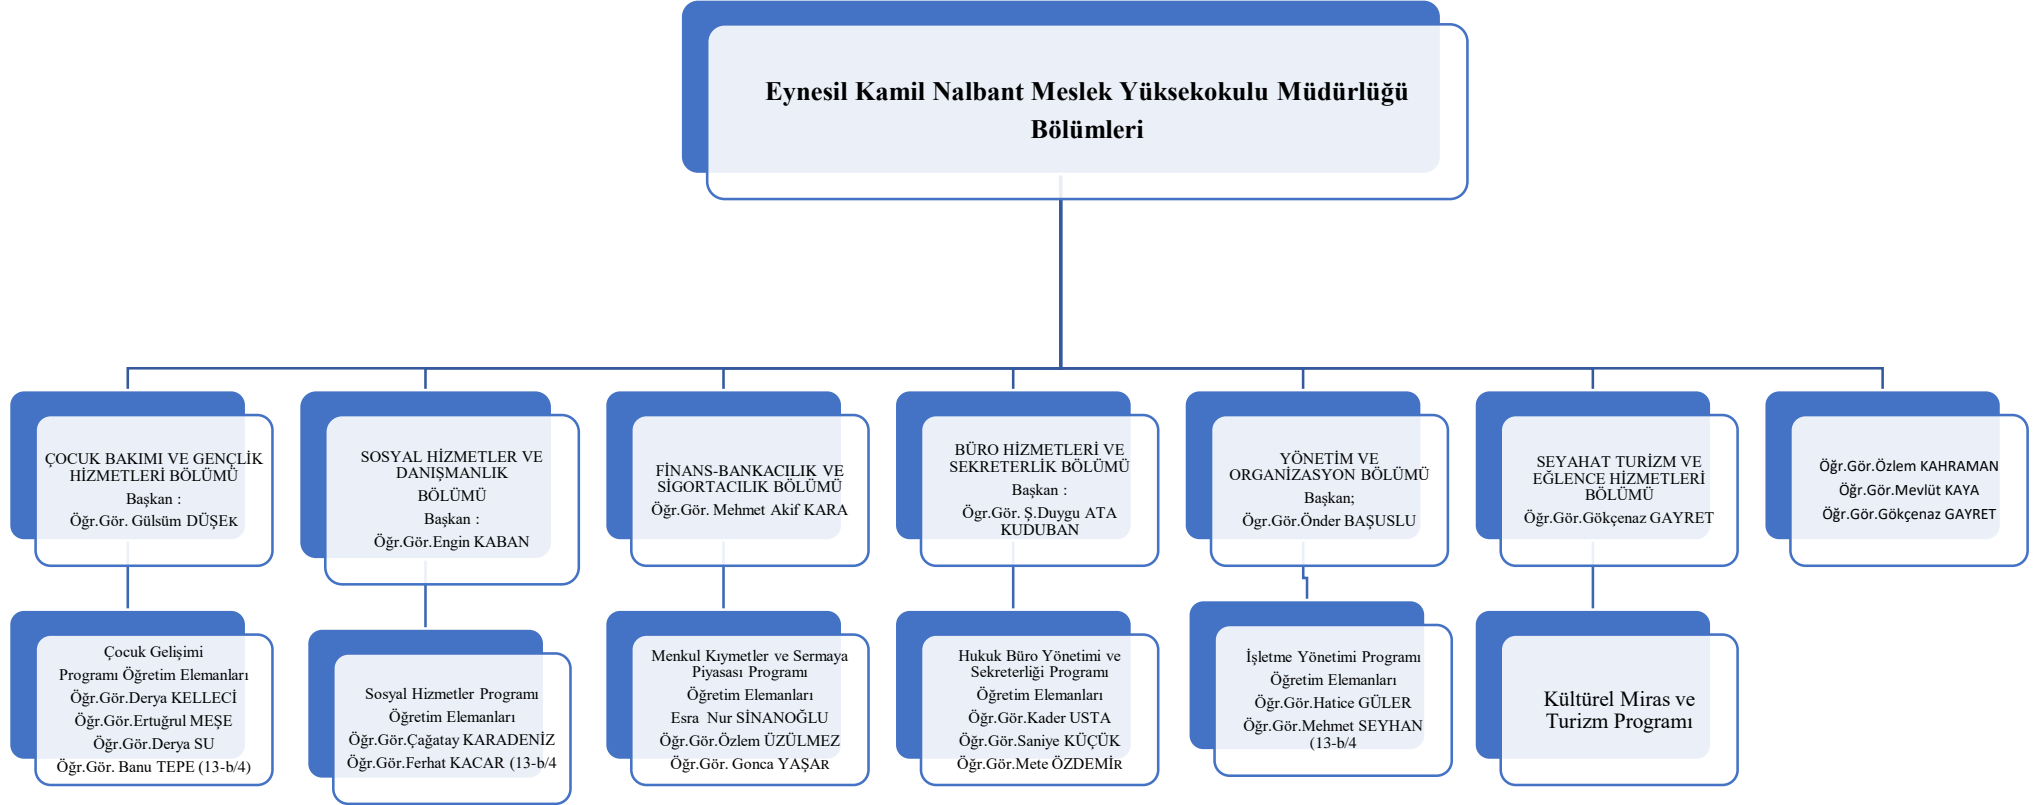 Eynesil Kamil Nalbant Meslek Yüksekokulu Müdürlüğü
Bölümleri
ÇOCUK BAKIMI VE GENÇLİK
HİZMETLERİ BÖLÜMÜ
Başkan :
Öğr.Gör. Gülsüm DÜŞEK
SOSYAL HİZMETLER VE
DANIŞMANLIK
BÖLÜMÜ
Başkan :
Öğr.Gör.Engin KABAN
FİNANS-BANKACILIK VE
SİGORTACILIK BÖLÜMÜ
Öğr.Gör. Mehmet Akif KARA
BÜRO HİZMETLERİ VE
SEKRETERLİK BÖLÜMÜ
Başkan :
Ögr.Gör. Ş.Duygu ATA
KUDUBAN
YÖNETİM VE
ORGANİZASYON BÖLÜMÜ
Başkan;
Ögr.Gör.Önder BAŞUSLU
SEYAHAT TURİZM VE
EĞLENCE HİZMETLERİ
BÖLÜMÜ
Öğr.Gör.Gökçenaz GAYRET
Öğr.Gör.Özlem KAHRAMAN
Öğr.Gör.Mevlüt KAYA
Öğr.Gör.Gökçenaz GAYRET
Çocuk Gelişimi
Programı Öğretim Elemanları
Öğr.Gör.Derya KELLECİ
Öğr.Gör.Ertuğrul MEŞE
Öğr.Gör.Derya SU
Öğr.Gör. Banu TEPE (13-b/4)
Sosyal Hizmetler Programı
Öğretim Elemanları
Öğr.Gör.Çağatay KARADENİZ
Öğr.Gör.Ferhat KACAR (13-b/4
Menkul Kıymetler ve Sermaya
Piyasası Programı
Öğretim Elemanları
Esra  Nur SİNANOĞLU
Öğr.Gör.Özlem ÜZÜLMEZ
Öğr.Gör. Gonca YAŞAR
Hukuk Büro Yönetimi ve
Sekreterliği Programı
Öğretim Elemanları
Öğr.Gör.Kader USTA
Öğr.Gör.Saniye KÜÇÜK
Öğr.Gör.Mete ÖZDEMİR
İşletme Yönetimi Programı
Öğretim Elemanları
Öğr.Gör.Hatice GÜLER
Öğr.Gör.Mehmet SEYHAN
(13-b/4
Kültürel Miras ve
Turizm Programı